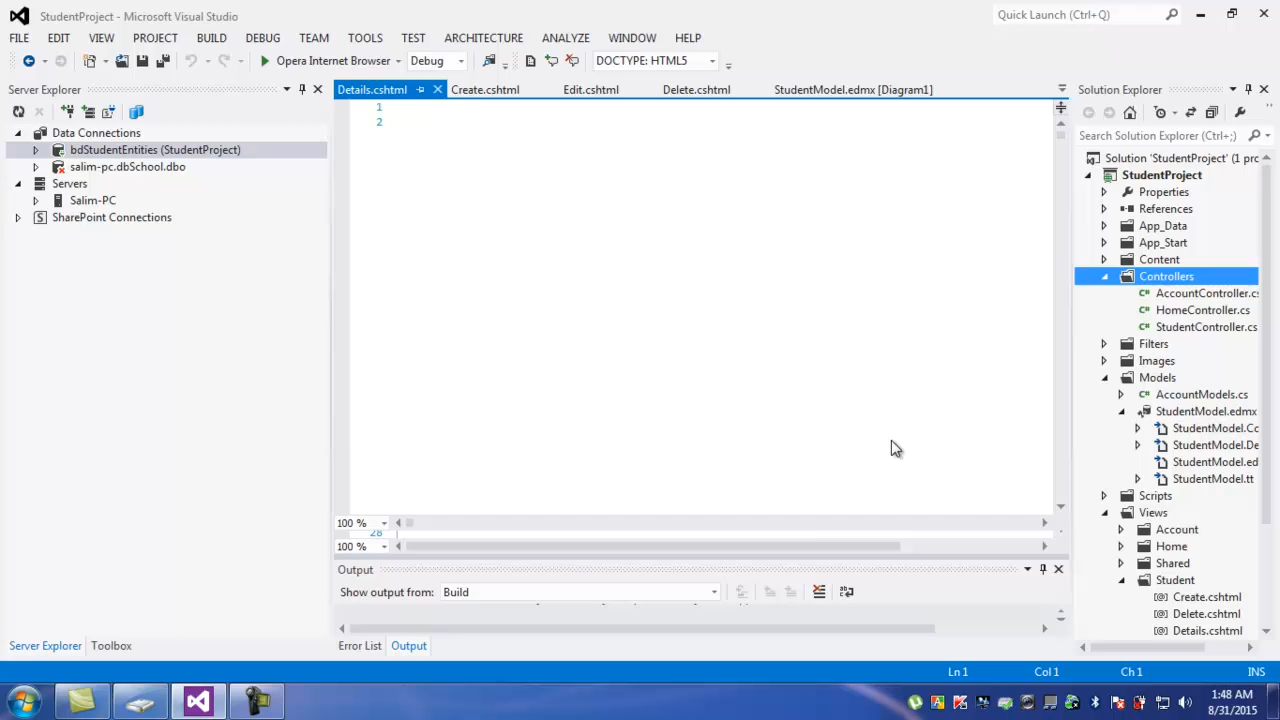 StudentProject - Microsoft Visual Studio
Quick Launch (Ctrl+Q)
FILE EDIT VIEW PROJECT BUILD DEBUG TEAM TOOLS TEST ARCHITECTURE ANALYZE WINDOW HELP
Opera Internet Browser Debug DOCTYPE: HTML5
Server Explorer
Data Connections
bdStudentEntities (StudentProject)
salim-pc.dbSchool.dbo
Servers
Salim-PC
SharePoint Connections
Server Explorer Toolbox
Details.cshtml Create.cshtml Edit.cshtml Delete.cshtml StudentModel.edmx [Diagram1]
1
2
100 %
28
100 %
Output
Show output from: Build
Error List Output
Solution Explorer
Search Solution Explorer (Ctrl+;)
Solution 'StudentProject' (1 prc
StudentProject
Properties
References
App_Data
App_Start
Content
Controllers
AccountController.cs
HomeController.cs
StudentController.cs
Filters
Images
Models
AccountModels.cs
StudentModel.edmx
StudentModel.Co
StudentModel.De
StudentModel.ed
StudentModel.tt
Scripts
Views
Account
Home
Shared
Student
Create.cshtml
Delete.cshtml
Details.cshtml
Ln 1 Col 1 Ch 1 INS
1:48 AM
8/31/2015